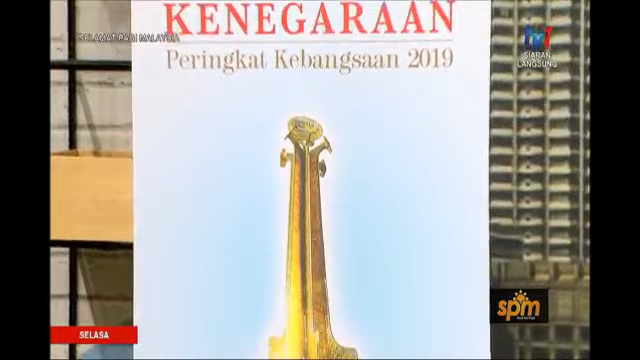 KENEGARAAN
Peringkat Kebangsaan 2019
SELAMAT PAGI MALAYSIA
tv1
SIARAN
LANGSUNG
spm
SELASA